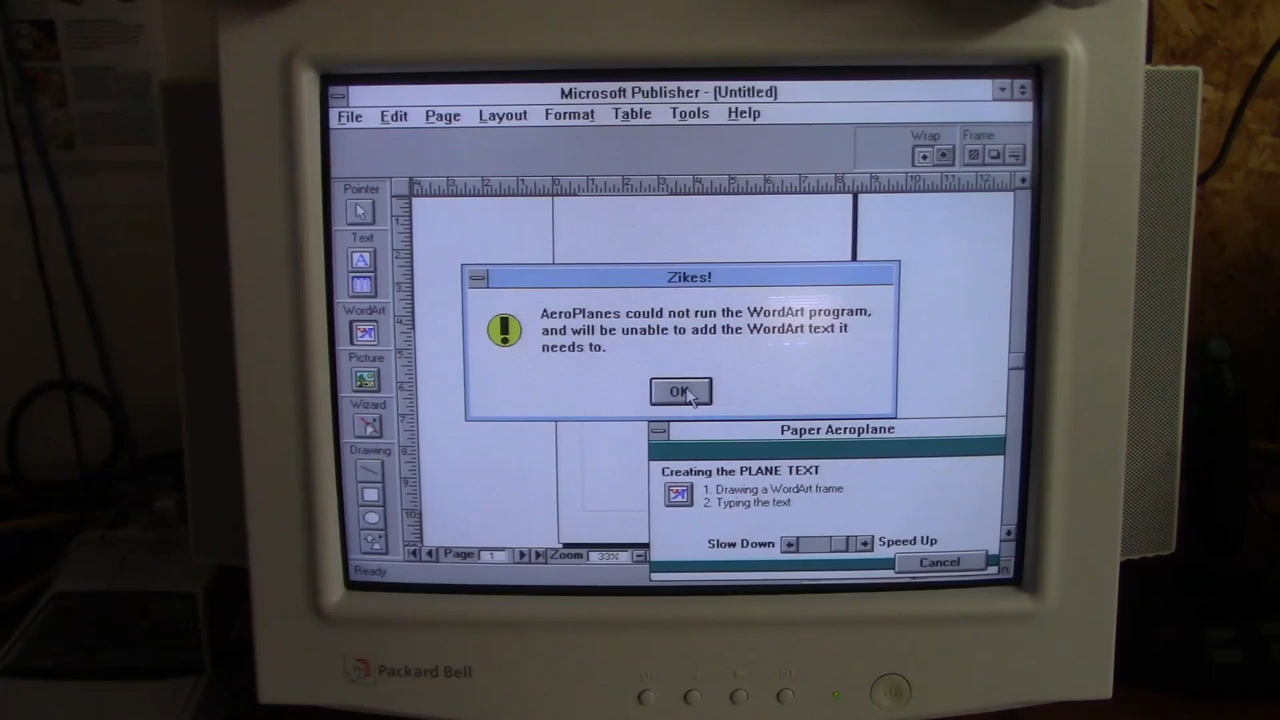 Microsoft Publisher - [Untitled]
File Edit Page Layout Format Table Tools Help
Wrap Frame
Pointer
Text
WordArt
Picture
Wizard
Drawing
Zikes!
AeroPlanes could not run the WordArt program,
and will be unable to add the WordArt text it
needs to.
OK
Paper Aeroplane
Creating the PLANE TEXT
1. Drawing a WordArt frame
2. Typing the text
Slow Down Speed Up
Cancel
Page 1 Zoom 33%
Ready
Packard Bell